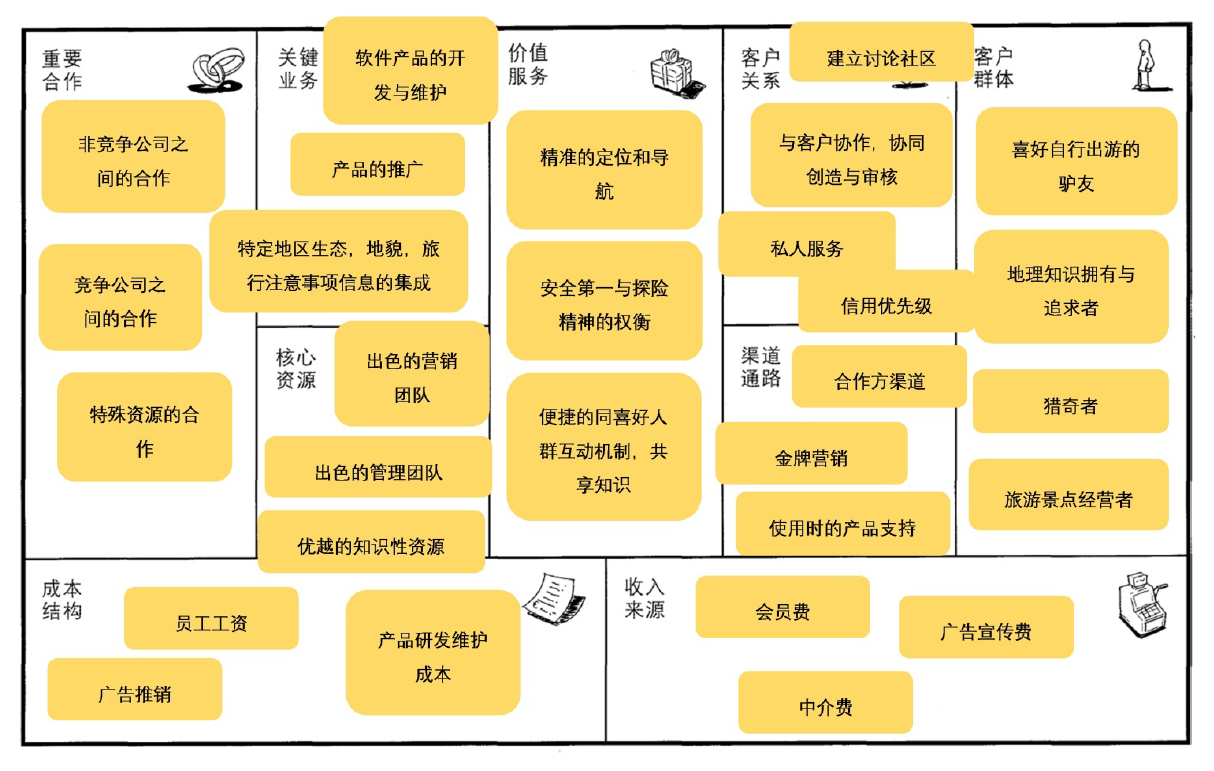 重要
合作
非竞争公司之
间的合作
竞争公司之
间的合作
特殊资源的合
作
关键
业务
软件产品的开
发与维护
产品的推广
特定地区生态，地貌，旅
行注意事项信息的集成
核心
资源
出色的营销
团队
出色的管理团队
优越的知识性资源
价值
服务
精准的定位和导
航
安全第一与探险
精神的权衡
便捷的同喜好人
群互动机制，共
享知识
客户
关系
建立讨论社区
与客户协作，协同
创造与审核
私人服务
信用优先级
渠道
通路
合作方渠道
金牌营销
使用时的产品支持
客户
群体
喜好自行出游的
驴友
地理知识拥有与
追求者
猎奇者
旅游景点经营者
成本
结构
员工工资
广告推销
产品研发维护
成本
收入
来源
会员费
广告宣传费
中介费